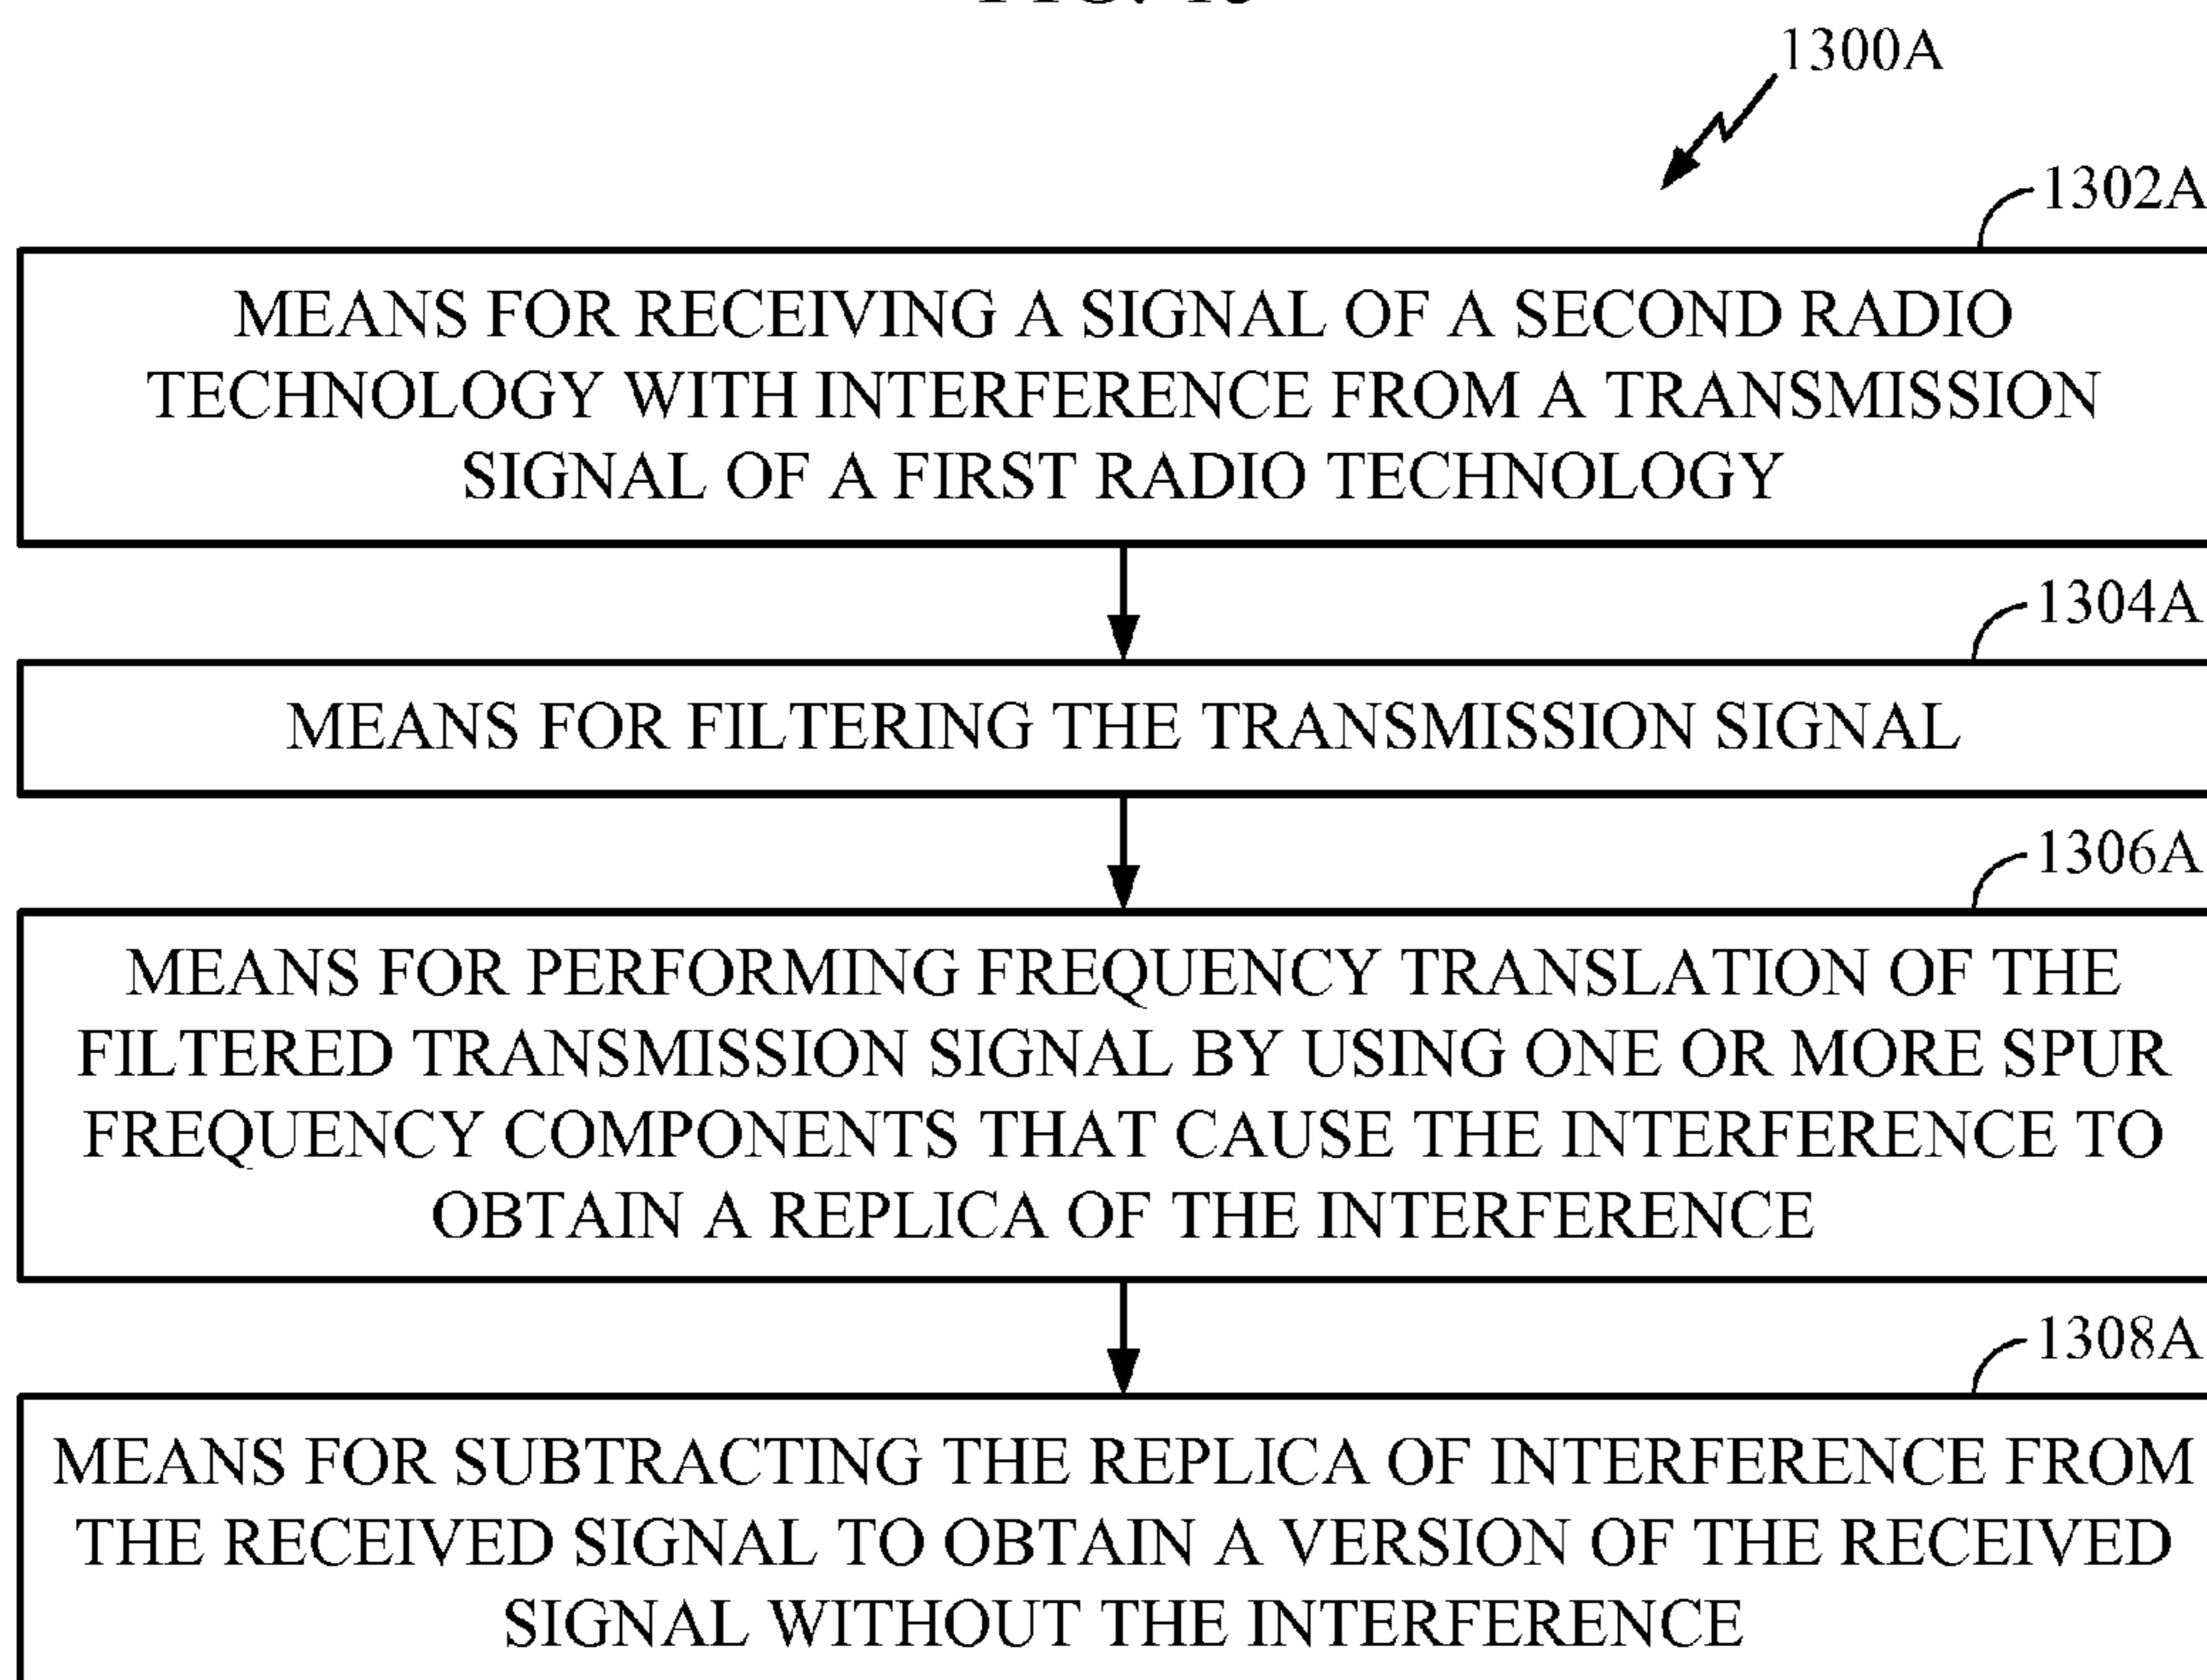 1300A
1302A
MEANS FOR RECEIVING A SIGNAL OF A SECOND RADIO
TECHNOLOGY WITH INTERFERENCE FROM A TRANSMISSION
SIGNAL OF A FIRST RADIO TECHNOLOGY
1304A
MEANS FOR FILTERING THE TRANSMISSION SIGNAL
1306A
MEANS FOR PERFORMING FREQUENCY TRANSLATION OF THE
FILTERED TRANSMISSION SIGNAL BY USING ONE OR MORE SPUR
FREQUENCY COMPONENTS THAT CAUSE THE INTERFERENCE TO
OBTAIN A REPLICA OF THE INTERFERENCE
1308A
MEANS FOR SUBTRACTING THE REPLICA OF INTERFERENCE FROM
THE RECEIVED SIGNAL TO OBTAIN A VERSION OF THE RECEIVED
SIGNAL WITHOUT THE INTERFERENCE